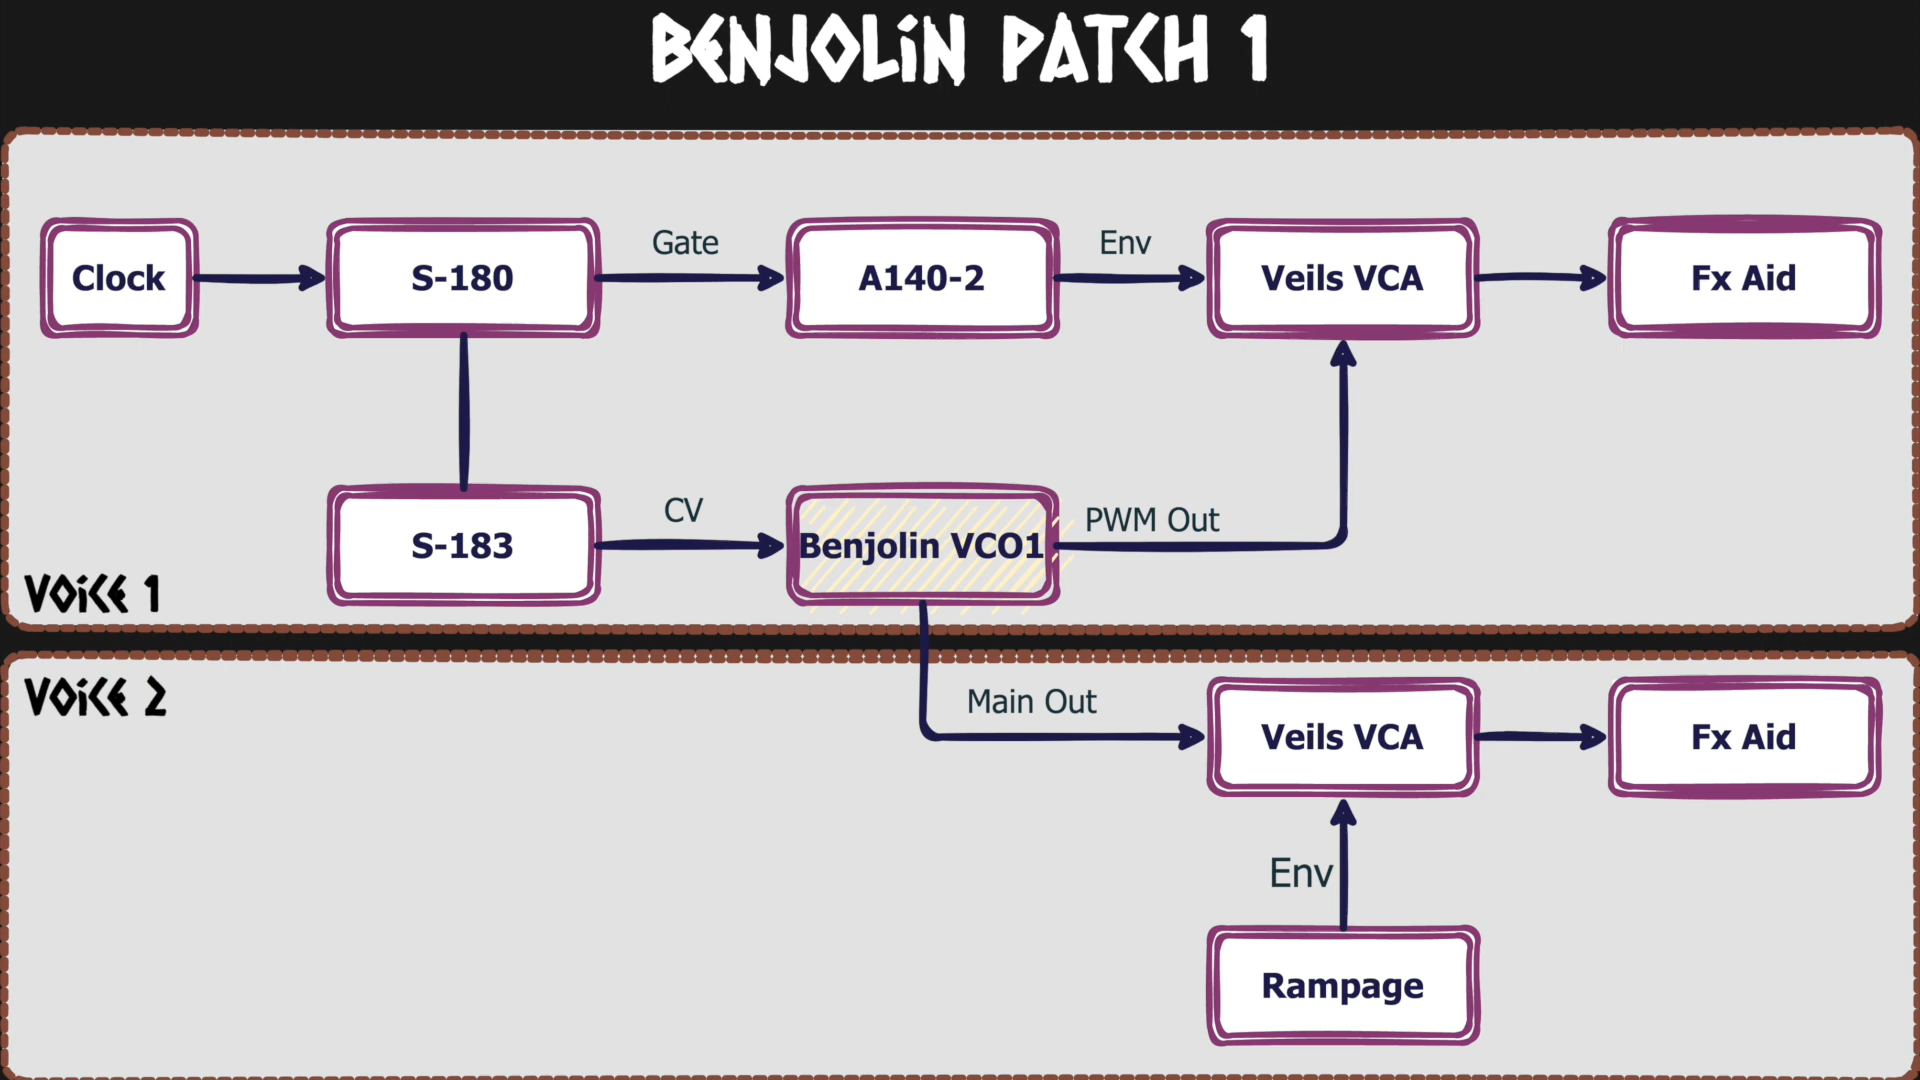 BENJOLiN PATCH 1
Gate
Env
Clock
S-180
A140-2
Veils VCA
Fx Aid
CV
PWM Out
S-183
Benjolin VCO1
VOiCE 1
VOiCE 2
Main Out
Veils VCA
Fx Aid
Env
Rampage